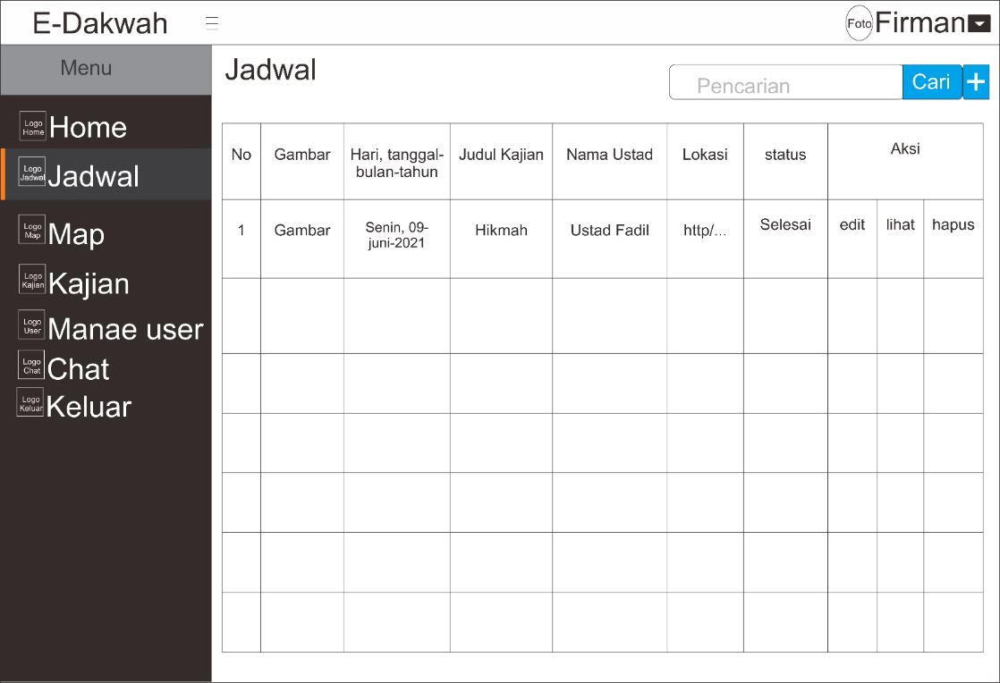 E-Dakwah
Foto
Firman
Menu
Logo
Home
Home
Logo
Jadwal
Jadwal
Logo
Map
Map
Logo
Kajian
Kajian
Logo
User
Manae user
Logo
Chat
Chat
Logo
Keluar
Keluar
Jadwal
Pencarian
Cari
+
No
Gambar
Hari, tanggal-
bulan-tahun
Judul Kajian
Nama Ustad
Lokasi
status
Aksi
1
Gambar
Senin, 09-
juni-2021
Hikmah
Ustad Fadil
http/...
Selesai
edit
lihat
hapus